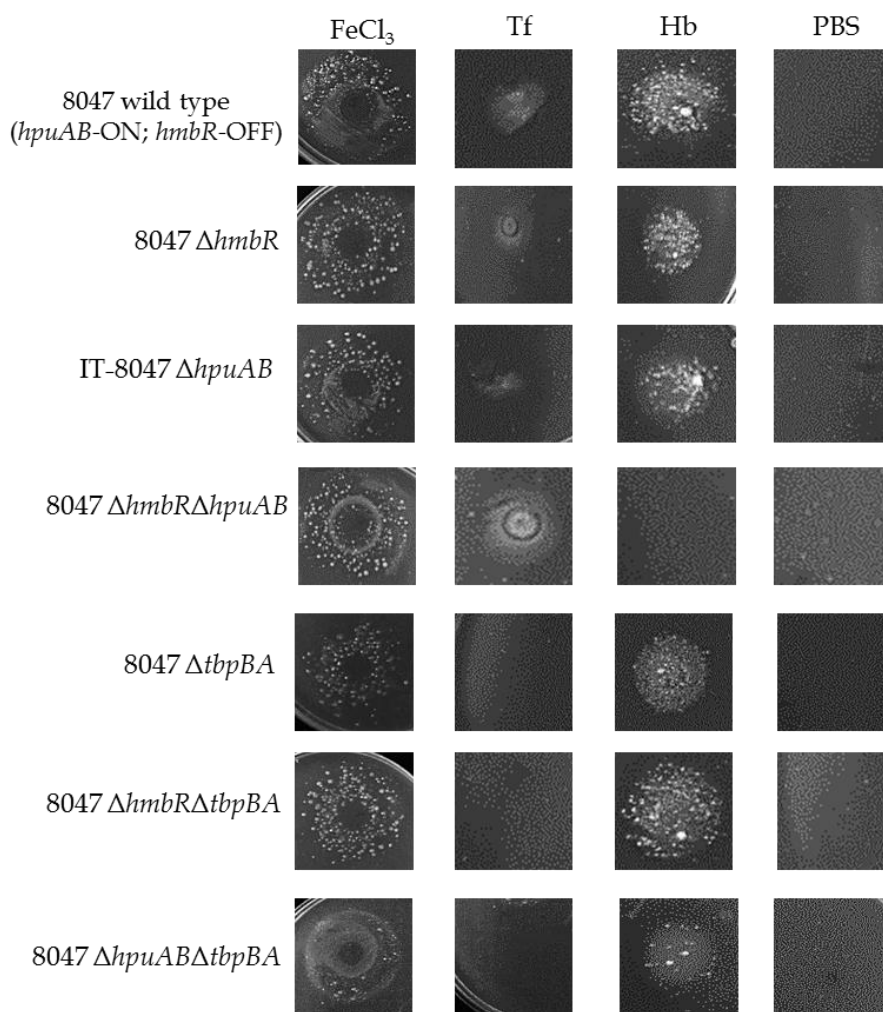 FeCl₃ Tf Hb PBS
8047 wild type
(hpuAB-ON; hmbR-OFF)
8047 ΔhmbR
IT-8047 ΔhpuAB
8047 ΔhmbRΔhpuAB
8047 ΔtbpBA
8047 ΔhmbRΔtbpBA
8047 ΔhpuABΔtbpBA